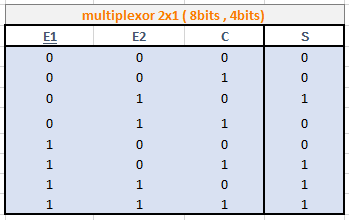 multiplexor 2x1 ( 8bits , 4bits)
E1 E2 C S
0 0 0 0
0 0 1 0
0 1 0 1
0 1 1 0
1 0 0 0
1 0 1 1
1 1 0 1
1 1 1 1